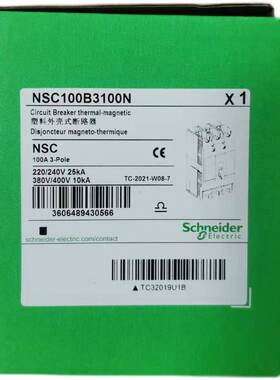 NSC100B3100N
X 1
Circuit Breaker thermal-magnetic
塑料外壳式断路器
Disjoncteur magneto-thermique
NSC
100A 3-Pole
CE
220/240V 25kA
380V/400V 10kA
TC-2021-W08-7
3606489430566
schneider-electric.com/contact
Schneider
Electric
▲ TC32019U1B